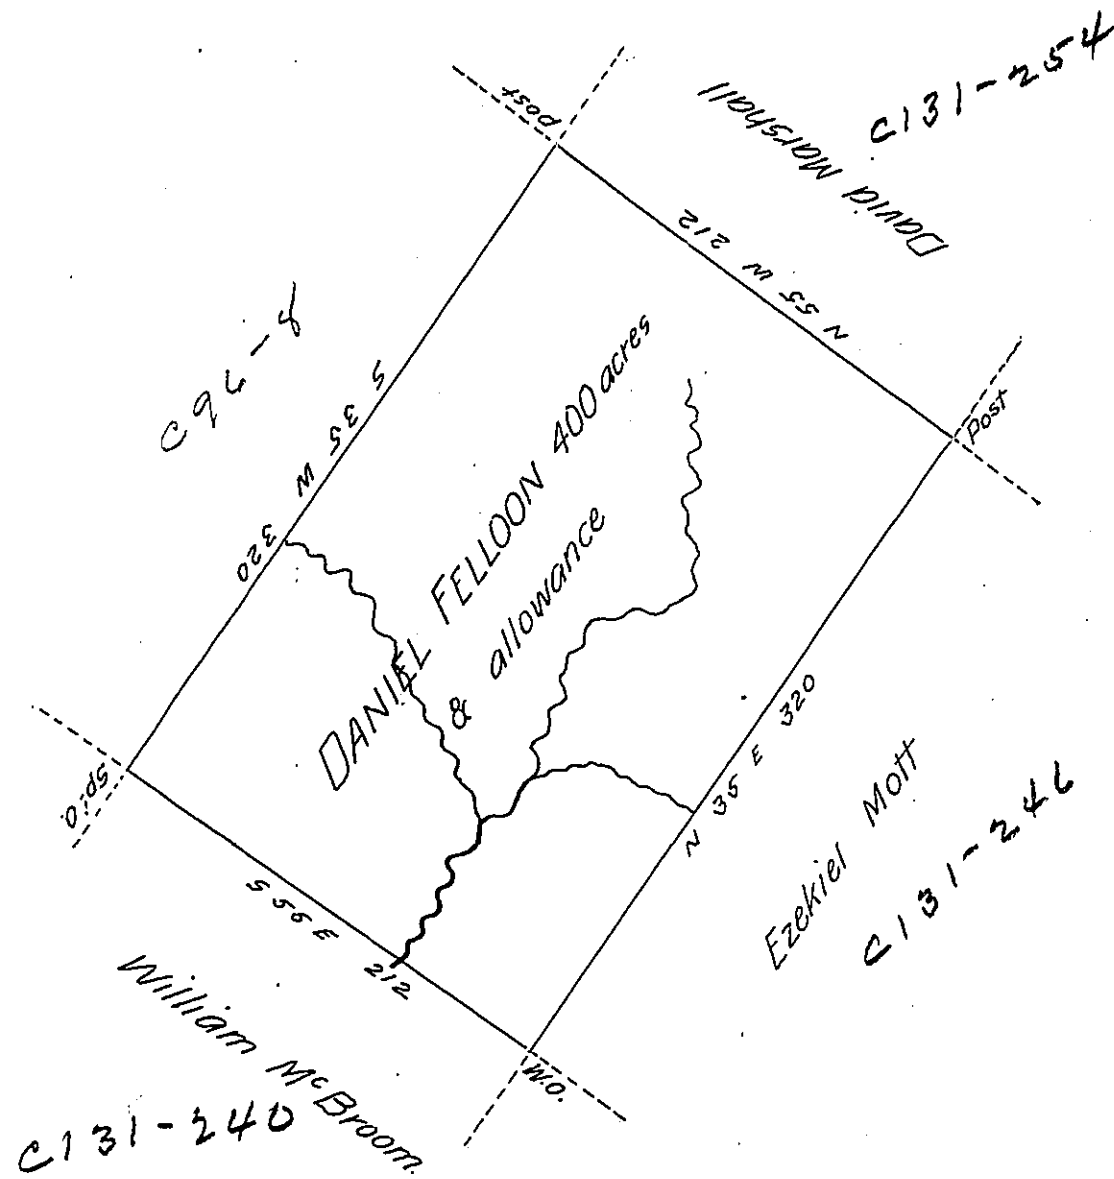 C131-254
David Marshall
post
N 55 W 212
C96-8
S 35 W 320
DANIEL FELLOON 400 acres
& allowance
Post
N 35 E 320
Ezekiel Mott
C131-246
Sp:O.
S 55 E 212
W.O.
William McBroom.
C131-240